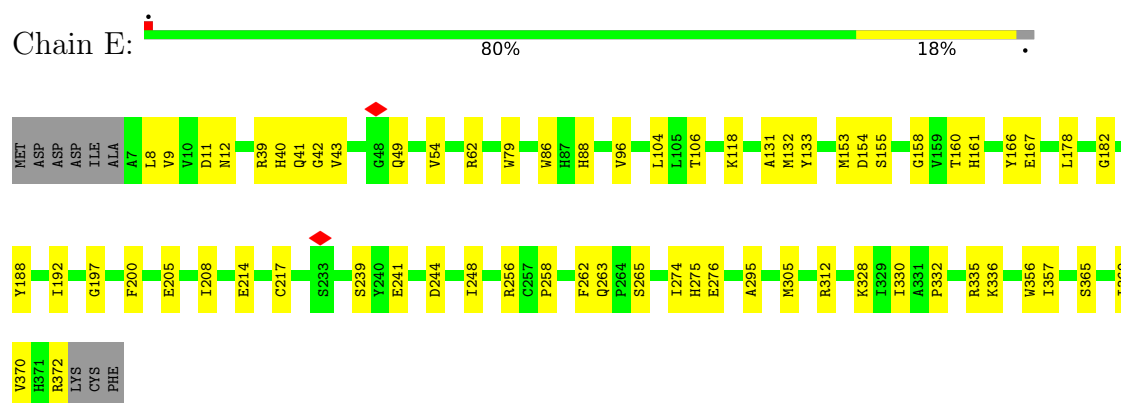 Chain E:
80% 18%
MET ASP ASP ASP ILE ALA A7 L8 V9 V10 D11 N12 R39 H40 Q41 G42 V43 G48 Q49 V54 R62 W79 W86 H87 H88 V96 L104 L105 T106 K118 A131 M132 Y133 M153 D154 S155 G158 V159 T160 H161 Y166 E167 L178 G182
Y188 I192 G197 F200 E205 I208 E214 C217 S233 S239 Y240 E241 D244 I248 R256 C257 P258 F262 Q263 P264 S265 I274 H275 E276 A295 M305 R312 K328 I329 I330 A331 P332 R335 K336 W356 I357 S365
V370 H371 R372 LYS CYS PHE